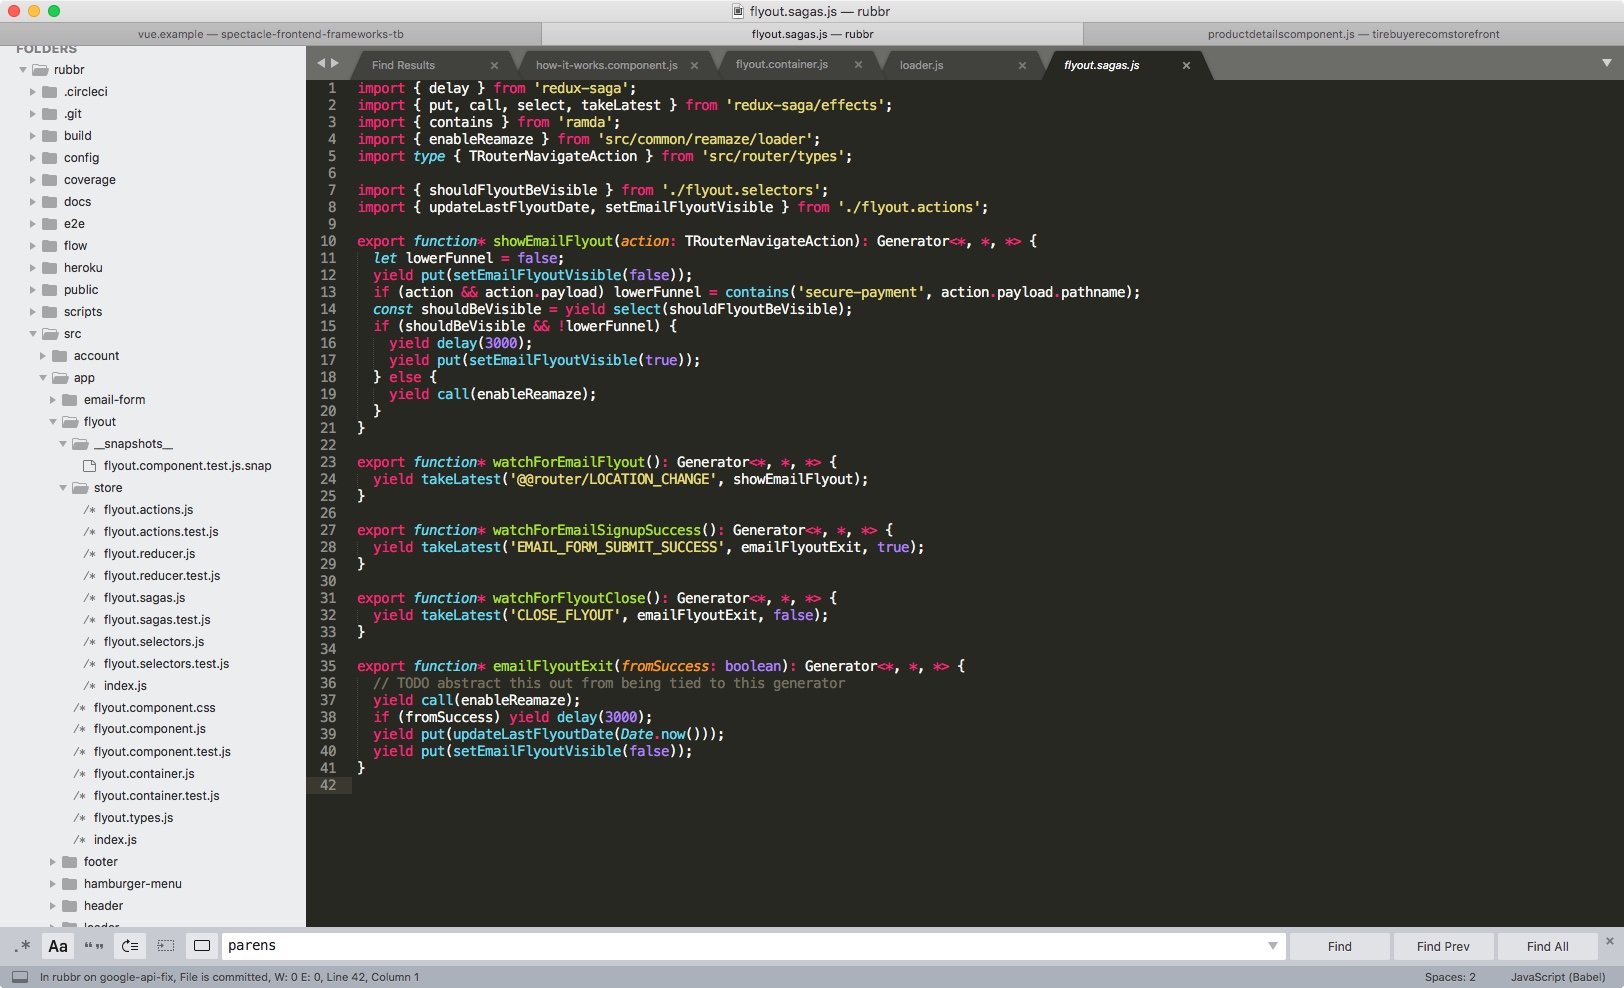 flyout.sagas.js — rubbr
vue.example — spectacle-frontend-frameworks-tb
flyout.sagas.js — rubbr
productdetailscomponent.js — tirebuyerecomstorefront
FOLDERS
rubbr
.circleci
.git
build
config
coverage
docs
e2e
flow
heroku
public
scripts
src
account
app
email-form
flyout
__snapshots__
flyout.component.test.js.snap
store
/* flyout.actions.js
/* flyout.actions.test.js
/* flyout.reducer.js
/* flyout.reducer.test.js
/* flyout.sagas.js
/* flyout.sagas.test.js
/* flyout.selectors.js
/* flyout.selectors.test.js
/* index.js
/* flyout.component.css
/* flyout.component.js
/* flyout.component.test.js
/* flyout.container.js
/* flyout.container.test.js
/* flyout.types.js
/* index.js
footer
hamburger-menu
header
Find Results
how-it-works.component.js
flyout.container.js
loader.js
flyout.sagas.js
1 import { delay } from 'redux-saga';
2 import { put, call, select, takeLatest } from 'redux-saga/effects';
3 import { contains } from 'ramda';
4 import { enableReamaze } from 'src/common/reamaze/loader';
5 import type { TRouterNavigateAction } from 'src/router/types';
6
7 import { shouldFlyoutBeVisible } from './flyout.selectors';
8 import { updateLastFlyoutDate, setEmailFlyoutVisible } from './flyout.actions';
9
10 export function* showEmailFlyout(action: TRouterNavigateAction): Generator<*, *, *> {
11 let lowerFunnel = false;
12 yield put(setEmailFlyoutVisible(false));
13 if (action && action.payload) lowerFunnel = contains('secure-payment', action.payload.pathname);
14 const shouldBeVisible = yield select(shouldFlyoutBeVisible);
15 if (shouldBeVisible && !lowerFunnel) {
16 yield delay(3000);
17 yield put(setEmailFlyoutVisible(true));
18 } else {
19 yield call(enableReamaze);
20 }
21 }
22
23 export function* watchForEmailFlyout(): Generator<*, *, *> {
24 yield takeLatest('@@router/LOCATION_CHANGE', showEmailFlyout);
25 }
26
27 export function* watchForEmailSignupSuccess(): Generator<*, *, *> {
28 yield takeLatest('EMAIL_FORM_SUBMIT_SUCCESS', emailFlyoutExit, true);
29 }
30
31 export function* watchForFlyoutClose(): Generator<*, *, *> {
32 yield takeLatest('CLOSE_FLYOUT', emailFlyoutExit, false);
33 }
34
35 export function* emailFlyoutExit(fromSuccess: boolean): Generator<*, *, *> {
36 // TODO abstract this out from being tied to this generator
37 yield call(enableReamaze);
38 if (fromSuccess) yield delay(3000);
39 yield put(updateLastFlyoutDate(Date.now()));
40 yield put(setEmailFlyoutVisible(false));
41 }
42
.* Aa “” parens Find Find Prev Find All
In rubbr on google-api-fix, File is committed, W: 0 E: 0, Line 42, Column 1
Spaces: 2
JavaScript (Babel)